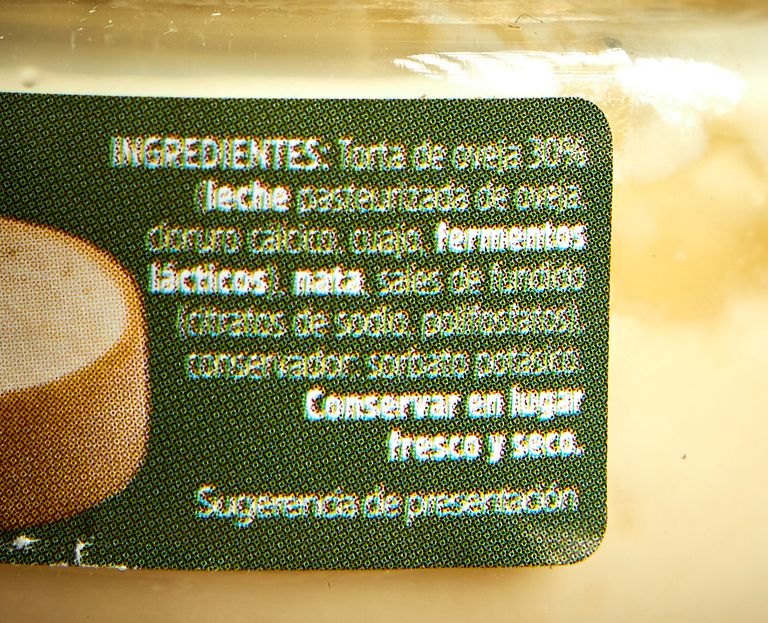 INGREDIENTES: Torta de oveja 30%
(leche pasteurizada de oveja,
cloruro cálcico, cuajo, fermentos
lácticos), nata, sales de fundido
(citratos de sodio, polifosfatos),
conservador: sorbato potásico.
Conservar en lugar
fresco y seco.
Sugerencia de presentación